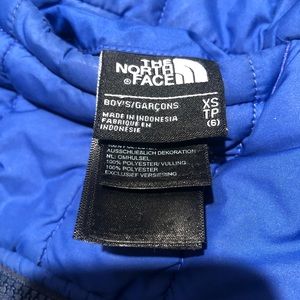 THE
NORTH
FACE
BOY'S/GARÇONS
XS
TP
(6)
MADE IN INDONESIA
FABRIQUÉ EN
INDONÉSIE
AUSSCHLIEẞLICH DEKORATION
NL: OMHULSEL:
100% POLYESTER/VULLING:
100% POLYESTER
EXCLUSIEF VERSIERING